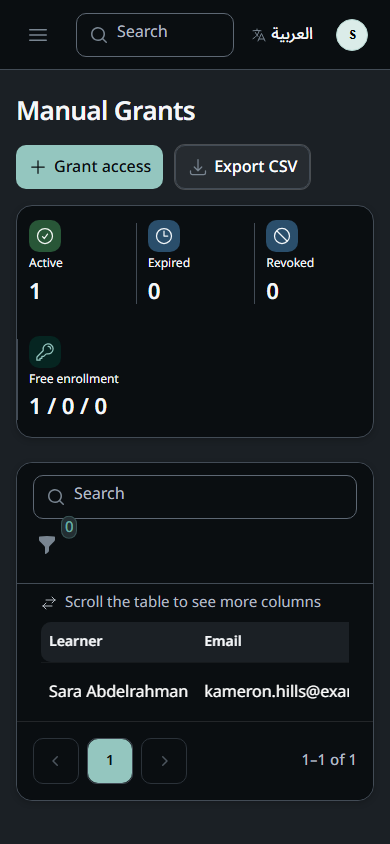 Search
العربية
S
Manual Grants
Grant access
Export CSV
Active
1
Expired
0
Revoked
0
Free enrollment
1 / 0 / 0
Search
0
Scroll the table to see more columns
Learner Email
Sara Abdelrahman kameron.hills@exa
1
1–1 of 1